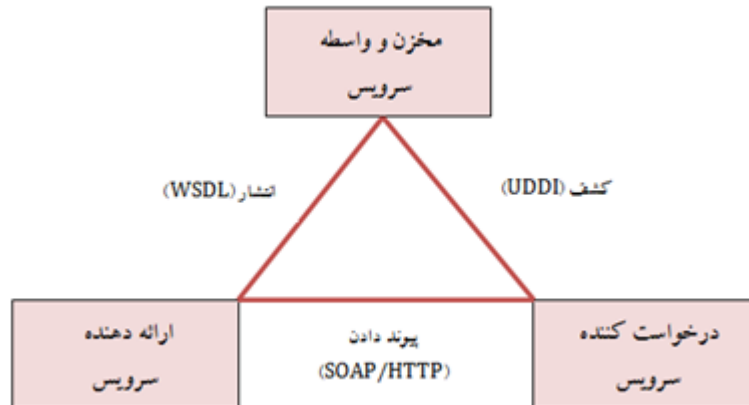 مخزن و واسطه
سرویس
انتشار (WSDL)
کشف (UDDI)
ارائه دهنده
سرویس
پیوند دادن
(SOAP/HTTP)
درخواست کننده
سرویس